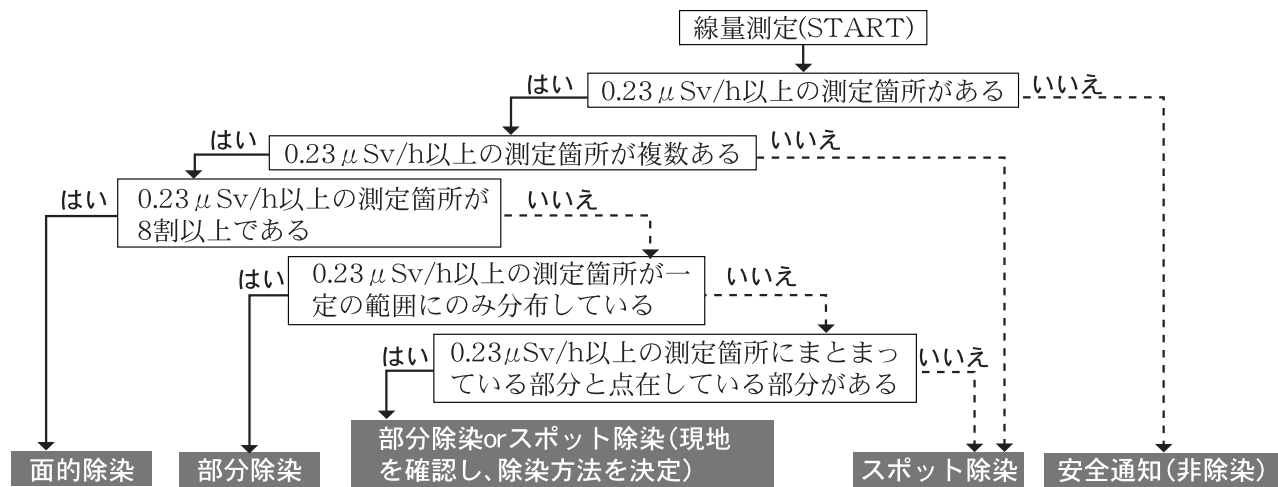 線量測定(START)
はい
0.23μSv/h以上の測定箇所がある
いいえ
はい
0.23μSv/h以上の測定箇所が複数ある
いいえ
はい
0.23μSv/h以上の測定箇所が
8割以上である
いいえ
はい
0.23μSv/h以上の測定箇所が一
定の範囲にのみ分布している
いいえ
はい
0.23μSv/h以上の測定箇所にまとまっ
ている部分と点在している部分がある
いいえ
面的除染
部分除染
部分除染orスポット除染(現地
を確認し、除染方法を決定)
スポット除染
安全通知(非除染)